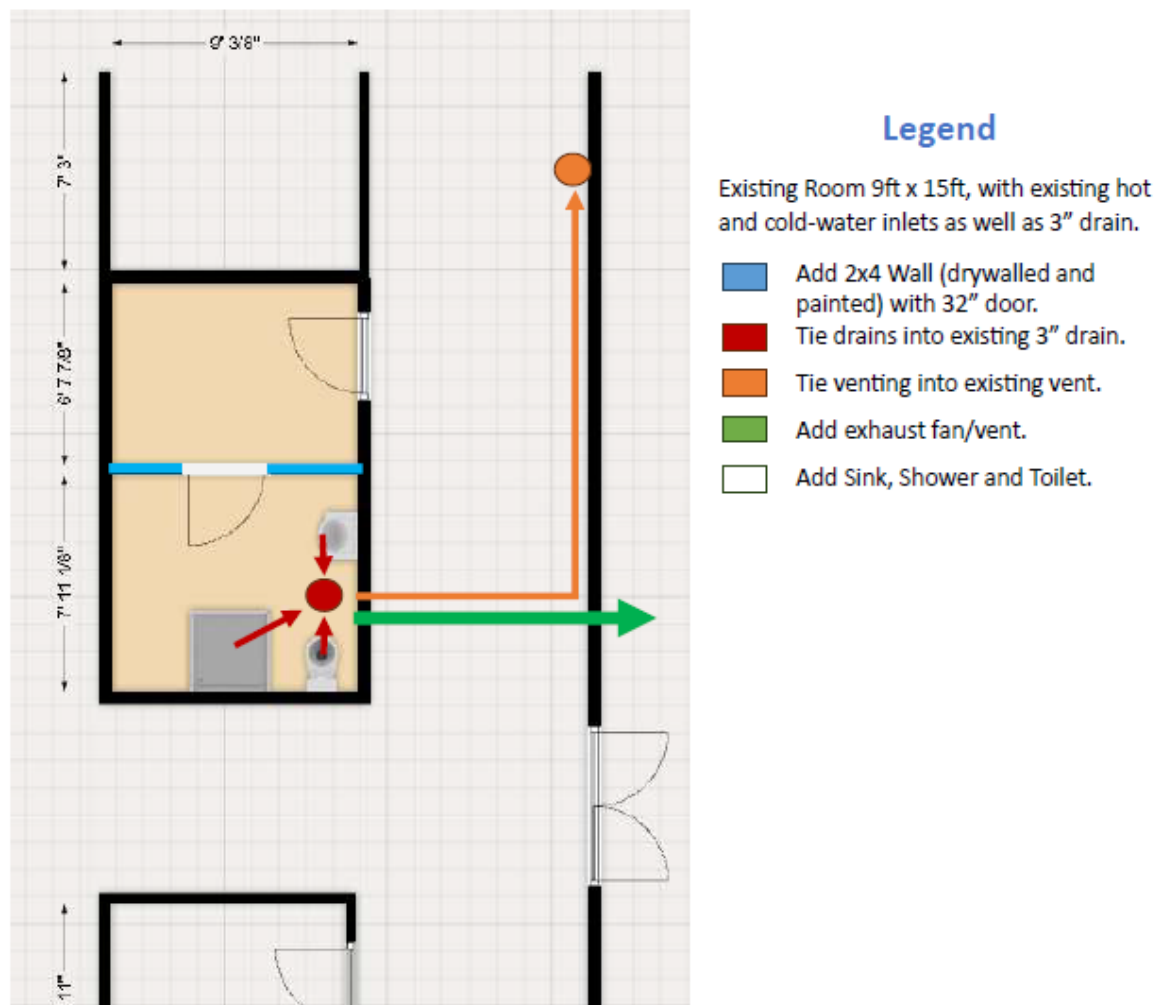 9' 3/8"
7' 3"
6' 7 7/8"
7' 11 1/8"
11"
Legend
Existing Room 9ft x 15ft, with existing hot
and cold-water inlets as well as 3” drain.
Add 2x4 Wall (drywalled and
painted) with 32” door.
Tie drains into existing 3” drain.
Tie venting into existing vent.
Add exhaust fan/vent.
Add Sink, Shower and Toilet.